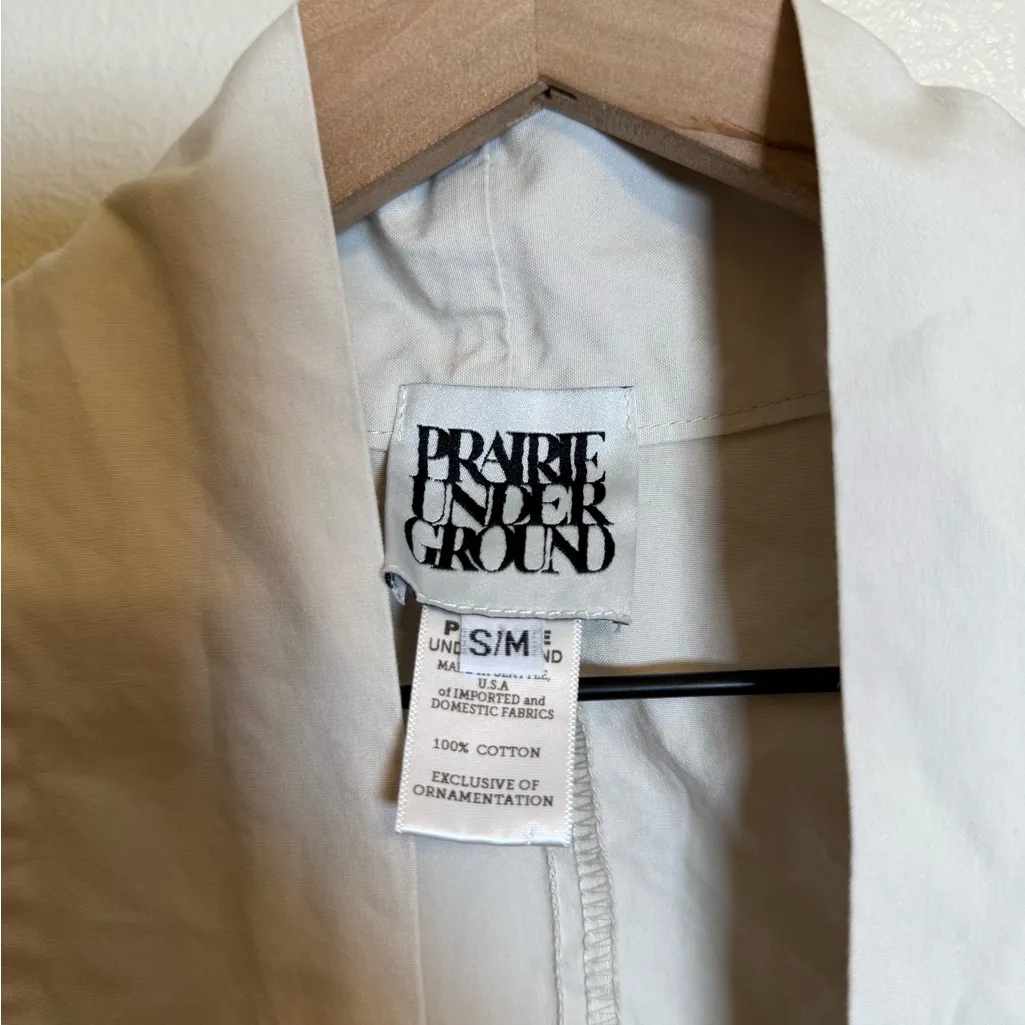 PRAIRIE
UNDER
GROUND
S/M
U.S.A
of IMPORTED and
DOMESTIC FABRICS
100% COTTON
EXCLUSIVE OF
ORNAMENTATION